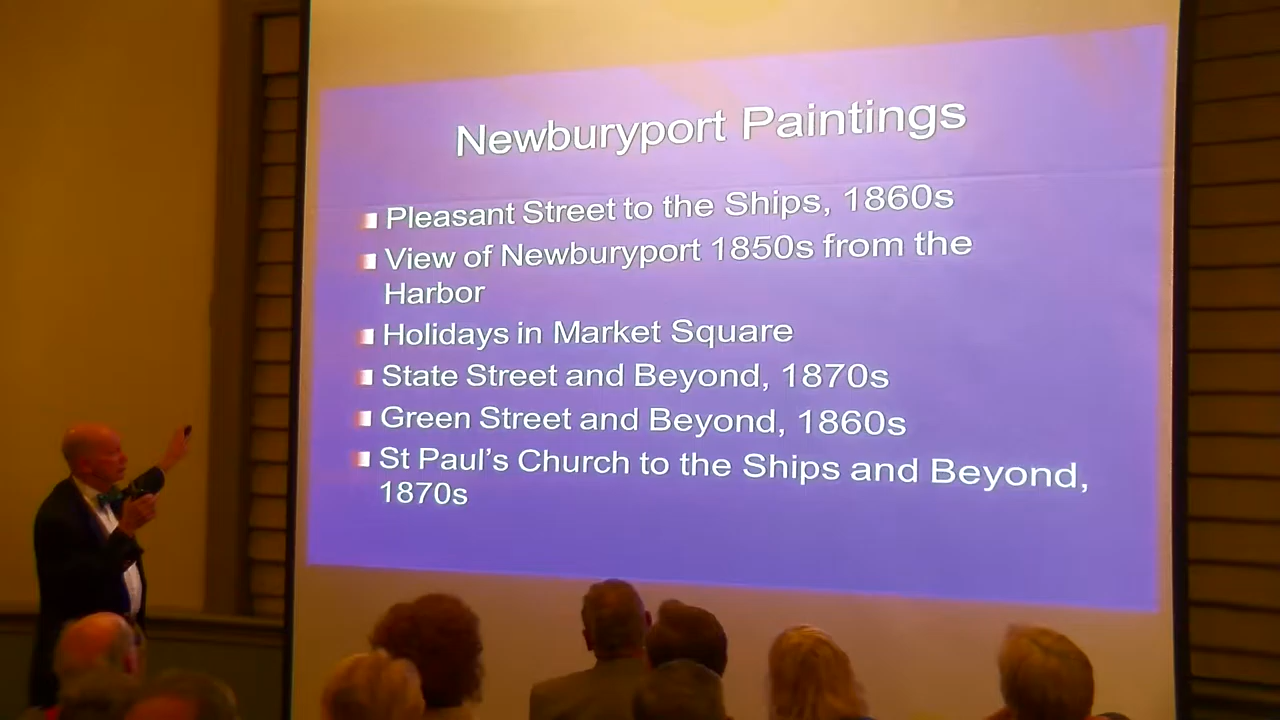 Newburyport Paintings
Pleasant Street to the Ships, 1860s
View of Newburyport 1850s from the
Harbor
Holidays in Market Square
State Street and Beyond, 1870s
Green Street and Beyond, 1860s
St Paul’s Church to the Ships and Beyond,
1870s